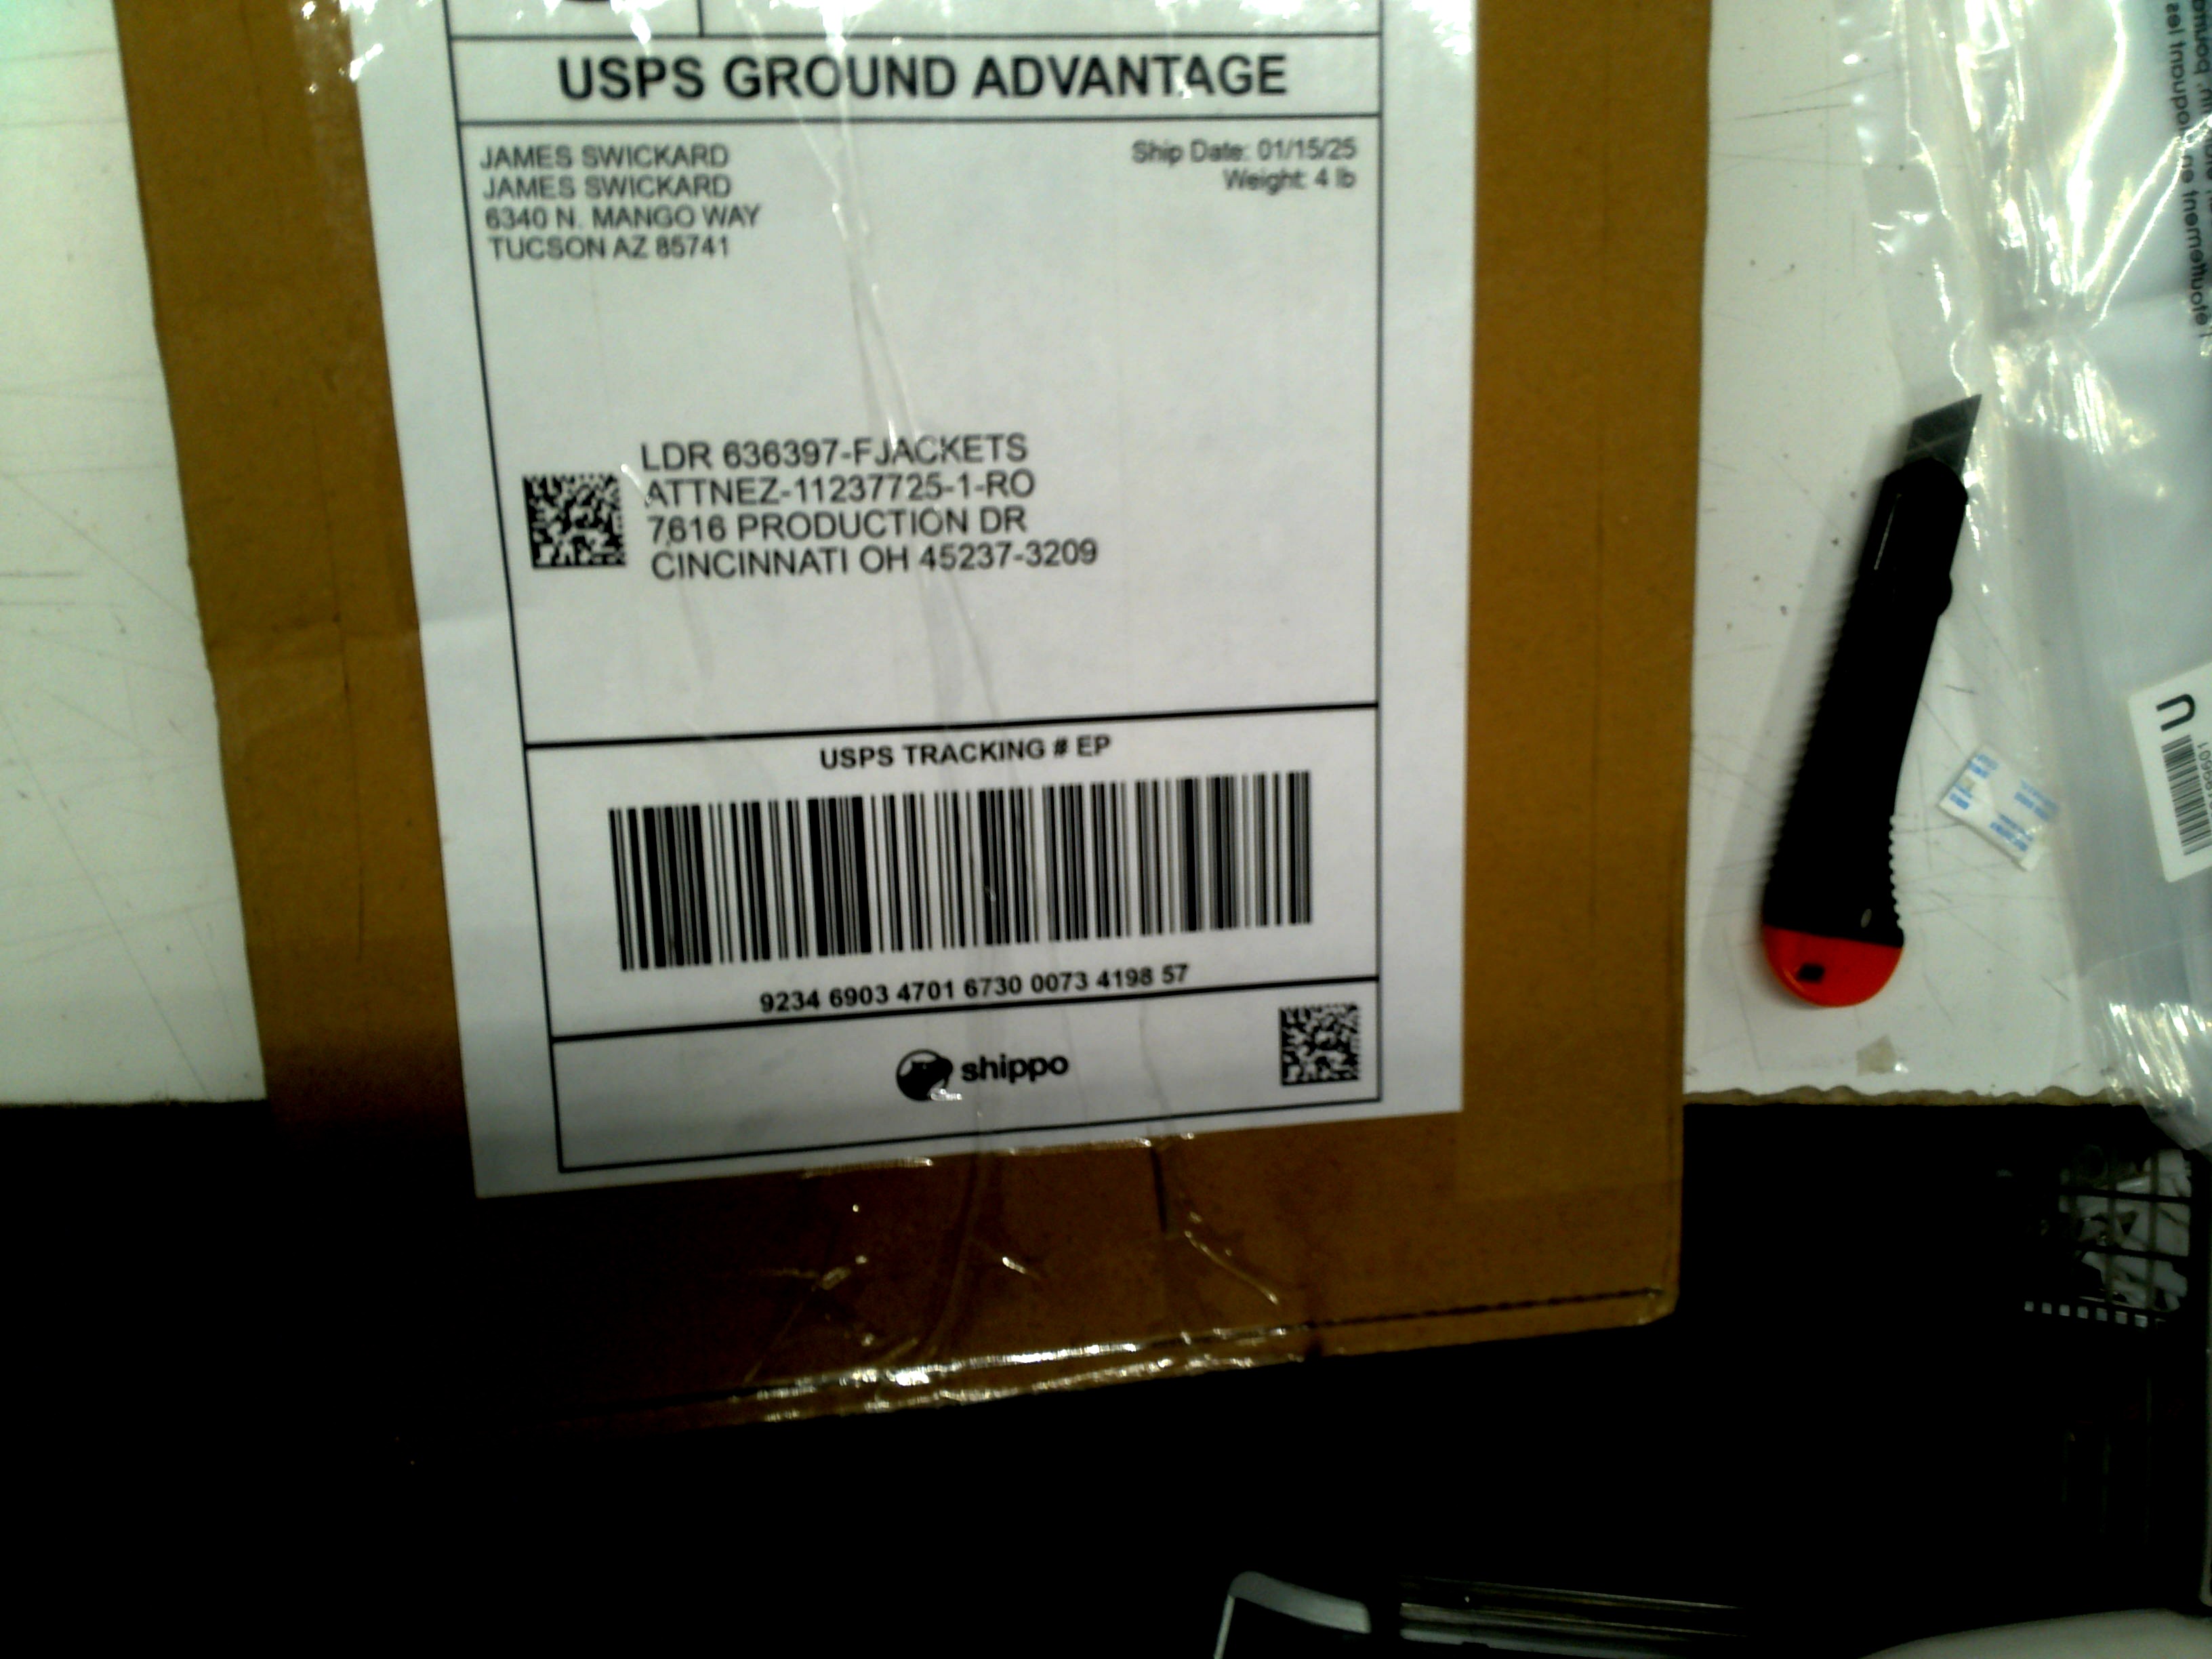 USPS GROUND ADVANTAGE
JAMES SWICKARD
JAMES SWICKARD
6340 N. MANGO WAY
TUCSON AZ 85741
Ship Date: 01/15/25
Weight: 4 lb
LDR 636397-FJACKETS
ATTNEZ-11237725-1-RO
7616 PRODUCTION DR
CINCINNATI OH 45237-3209
USPS TRACKING # EP
9234 6903 4701 6730 0073 4198 57
shippo
U